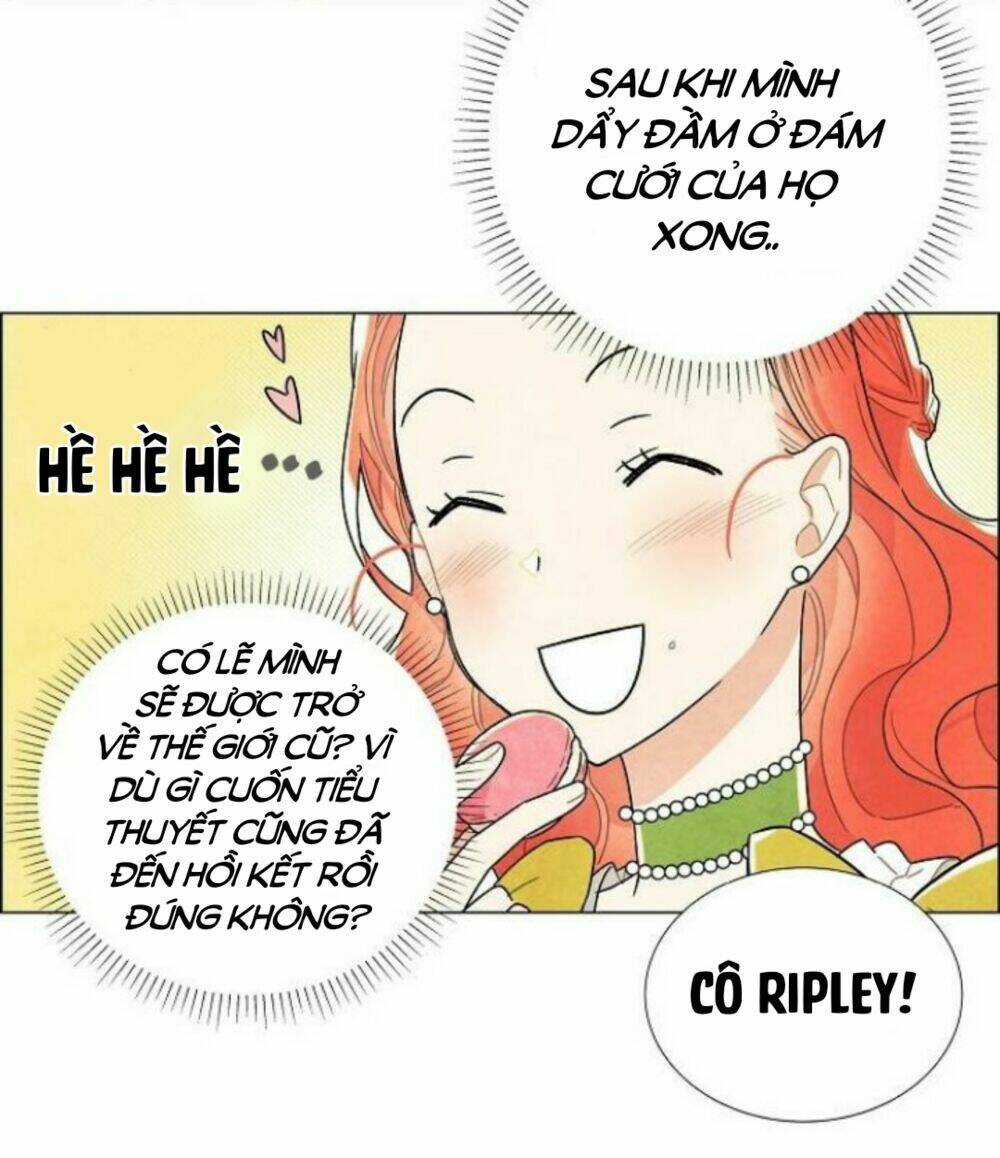 SAU KHI MÌNH
DẨY ĐẦM Ở ĐÁM
CƯỚI CỦA HỌ
XONG..
HỀ HỀ HỀ ...
CÓ LẼ MÌNH
SẼ ĐƯỢC TRỞ
VỀ THẾ GIỚI CŨ? VÌ
DÙ GÌ CUỐN TIỂU
THUYẾT CŨNG ĐÃ
ĐẾN HỒI KẾT RỒI
ĐÚNG KHÔNG?
CÔ RIPLEY!